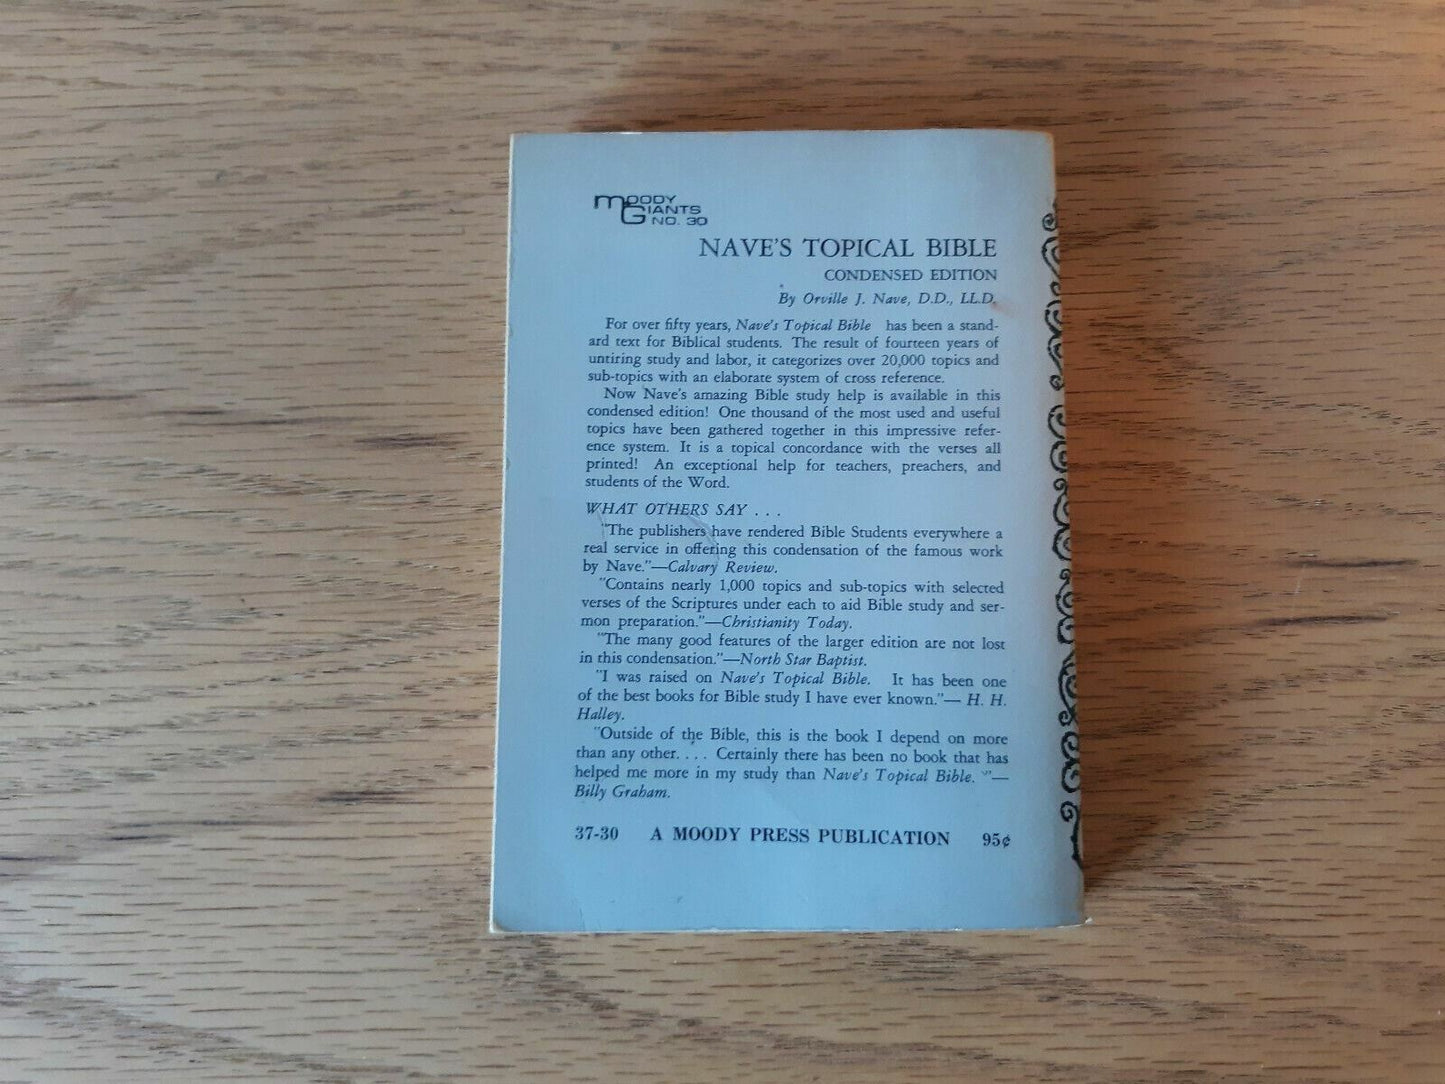 MOODY
GIANTS
NO. 30
NAVE'S TOPICAL BIBLE
CONDENSED EDITION
By Orville J. Nave, D.D., LL.D.
For over fifty years, Nave's Topical Bible has been a stand-
ard text for Biblical students. The result of fourteen years of
untiring study and labor, it categorizes over 20,000 topics and
sub-topics with an elaborate system of cross reference.
Now Nave's amazing Bible study help is available in this
condensed edition! One thousand of the most used and useful
topics have been gathered together in this impressive refer-
ence system. It is a topical concordance with the verses all
printed! An exceptional help for teachers, preachers, and
students of the Word.
WHAT OTHERS SAY . . .
"The publishers have rendered Bible Students everywhere a
real service in offering this condensation of the famous work
by Nave."—Calvary Review.
"Contains nearly 1,000 topics and sub-topics with selected
verses of the Scriptures under each to aid Bible study and ser-
mon preparation."—Christianity Today.
"The many good features of the larger edition are not lost
in this condensation."—North Star Baptist.
"I was raised on Nave's Topical Bible. It has been one
of the best books for Bible study I have ever known."— H. H.
Halley.
"Outside of the Bible, this is the book I depend on more
than any other. . . . Certainly there has been no book that has
helped me more in my study than Nave's Topical Bible. "—
Billy Graham.
37-30 A MOODY PRESS PUBLICATION 95¢